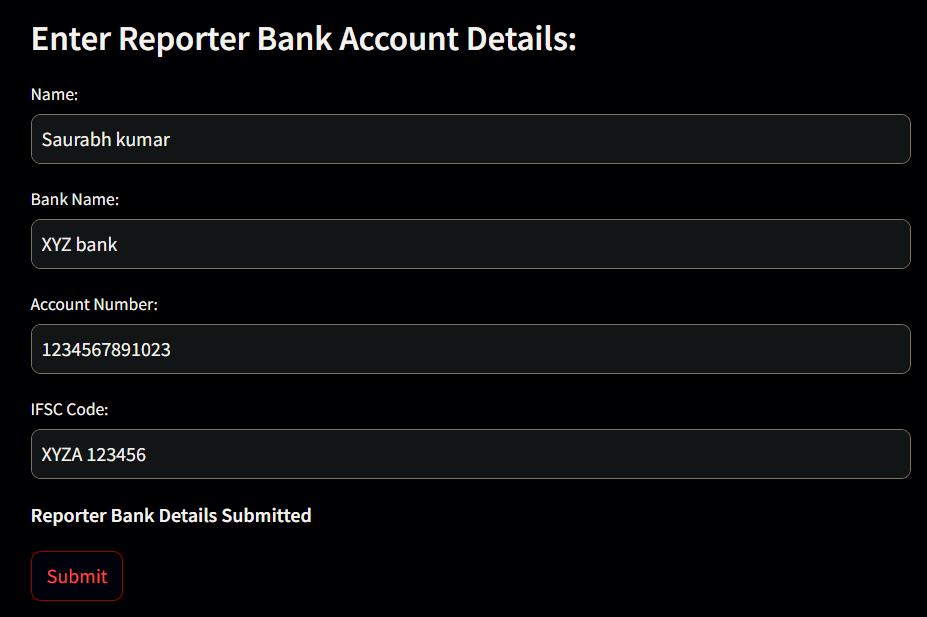 Enter Reporter Bank Account Details:
Name:
Saurabh kumar
Bank Name:
XYZ bank
Account Number:
1234567891023
IFSC Code:
XYZA 123456
Reporter Bank Details Submitted
Submit